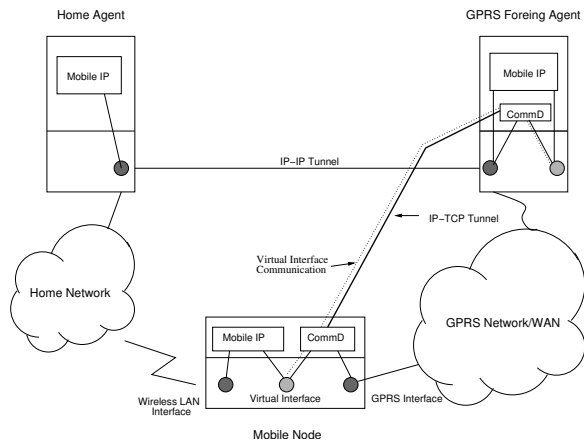 Home Agent
GPRS Foreing Agent
Mobile IP
Mobile IP
CommD
IP-IP Tunnel
IP-TCP Tunnel
Virtual Interface
Communication
Home Network
GPRS Network/WAN
Mobile IP
CommD
Wireless LAN
Interface
Virtual Interface
GPRS Interface
Mobile Node